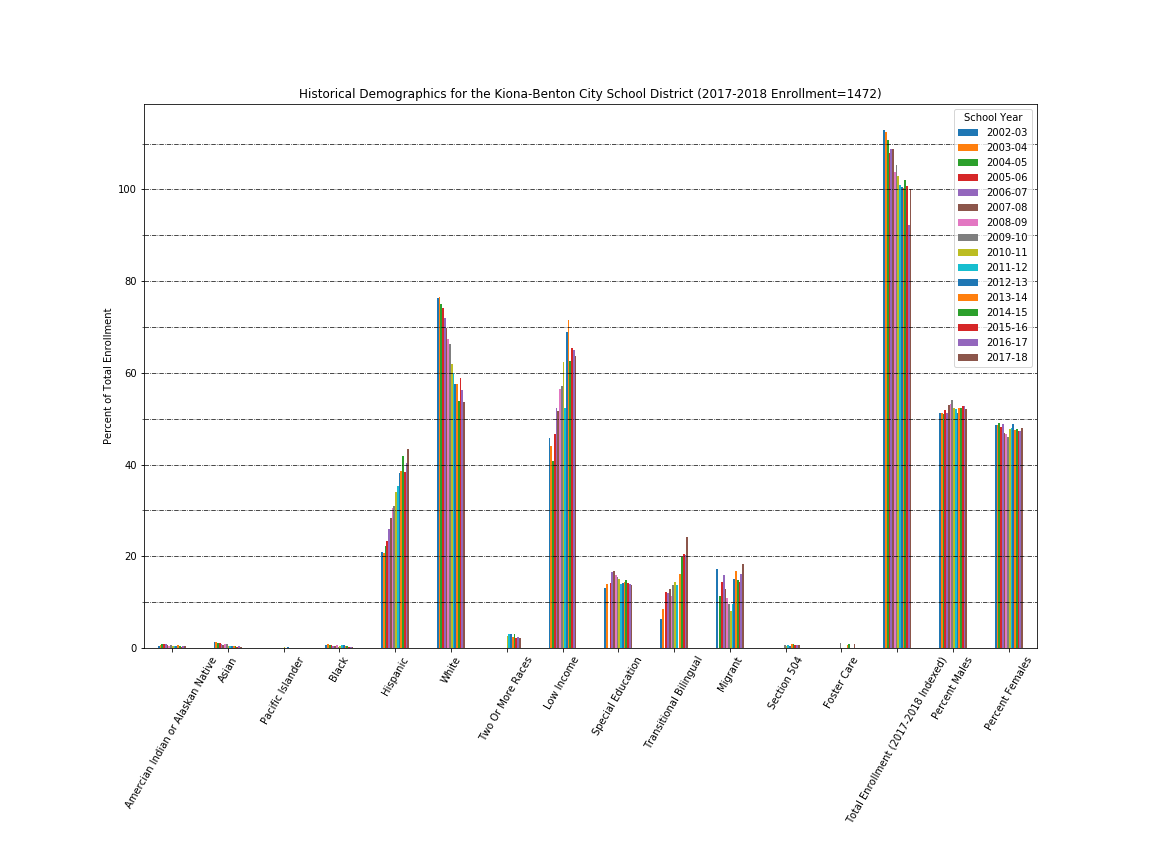 Historical Demographics for the Kiona-Benton City School District (2017-2018 Enrollment=1472)
School Year
2002-03
2003-04
2004-05
2005-06
2006-07
2007-08
2008-09
2009-10
2010-11
2011-12
2012-13
2013-14
2014-15
2015-16
2016-17
2017-18
Percent of Total Enrollment
100
80
60
40
20
0
Amercian Indian or Alaskan Native
Asian
Pacific Islander
Black
Hispanic
White
Two Or More Races
Low Income
Special Education
Transitional Bilingual
Migrant
Section 504
Foster Care
Total Enrollment (2017-2018 Indexed)
Percent Males
Percent Females